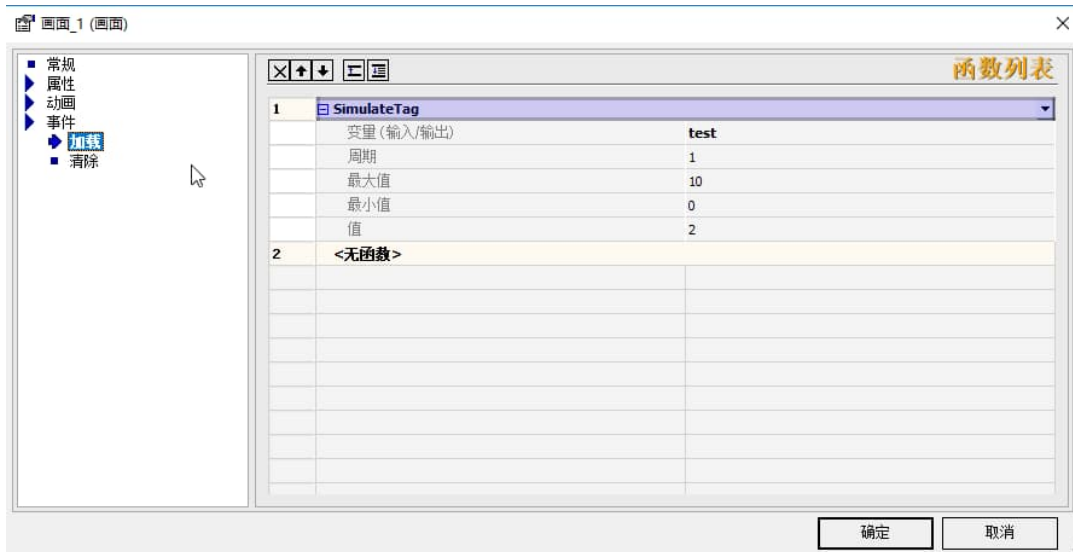 画面_1 (画面)
常规
属性
动画
事件
加载
清除
函数列表
1 SimulateTag
变量(输入/输出) test
周期 1
最大值 10
最小值 0
值 2
2 <无函数>
确定 取消